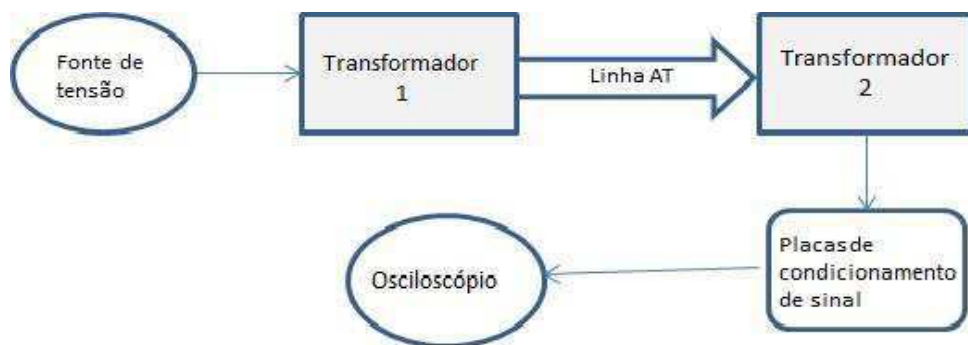 Fonte de
tensão
Transformador
1
Linha AT
Transformador
2
Placas de
condicionamento
de sinal
Osciloscópio